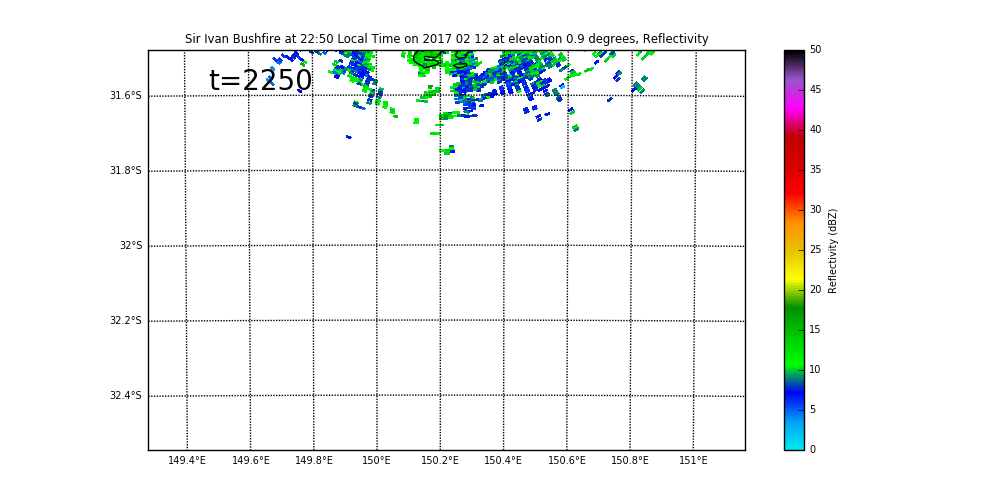 Sir Ivan Bushfire at 22:50 Local Time on 2017 02 12 at elevation 0.9 degrees, Reflectivity
t=2250
31.6°S
31.8°S
32°S
32.2°S
32.4°S
149.4°E 149.6°E 149.8°E 150°E 150.2°E 150.4°E 150.6°E 150.8°E 151°E
50
45
40
35
30
25
20
15
10
5
0
Reflectivity (dBZ)